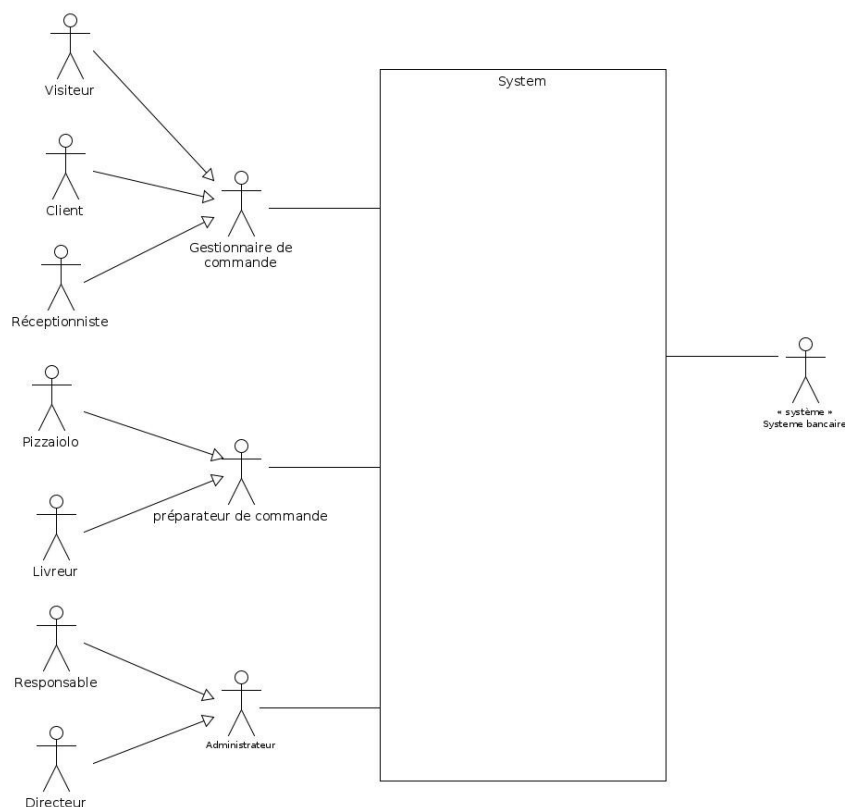 Visiteur
System
Client
Gestionnaire de
commande
Réceptionniste
« système »
Systeme bancaire
Pizzaiolo
préparateur de commande
Livreur
Responsable
Administrateur
Directeur